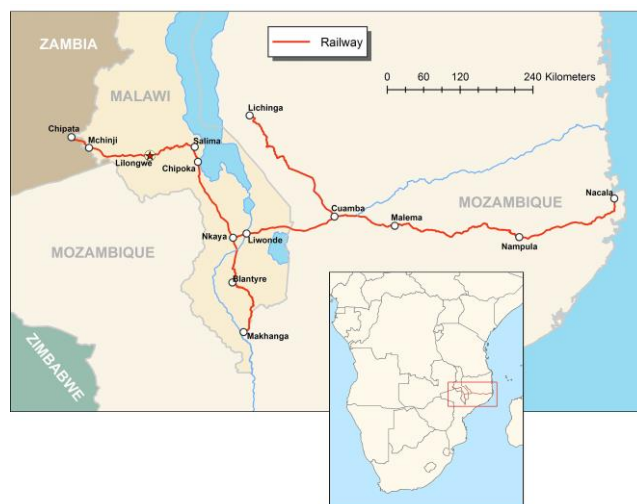 ZAMBIA
Railway
0 60 120 240 Kilometers
MALAWI
Lichinga
Chipata
Mchinji
Lilongwe
Salima
Chipoka
Nacala
MOZAMBIQUE
Cuamba
Malema
Nampula
MOZAMBIQUE
Nkaya
Liwonde
Blantyre
Makhanga
ZIMBABWE